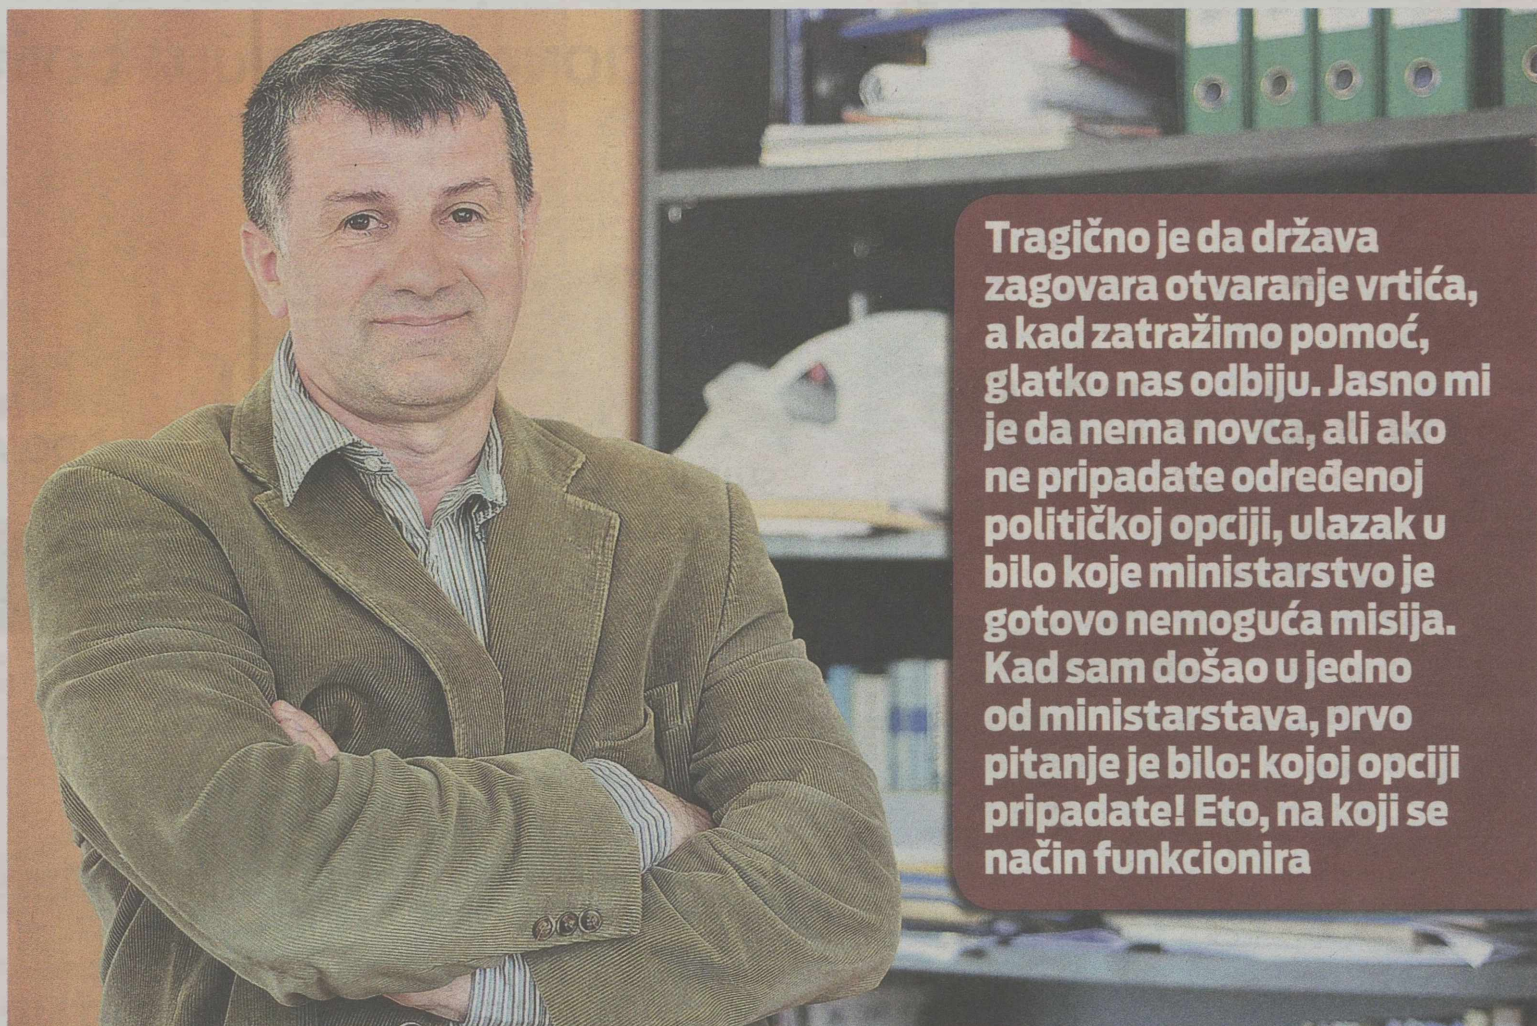 Tragično je da država
zagovara otvaranje vrtića,
a kad zatražimo pomoć,
glatko nas odbiju. Jasno mi
je da nema novca, ali ako
ne pripadate određenoj
političkoj opciji, ulazak u
bilo koje ministarstvo je
gotovo nemoguća misija.
Kad sam došao u jedno
od ministarstava, prvo
pitanje je bilo: kojoj opciji
pripadate! Eto, na koji se
način funkcionira